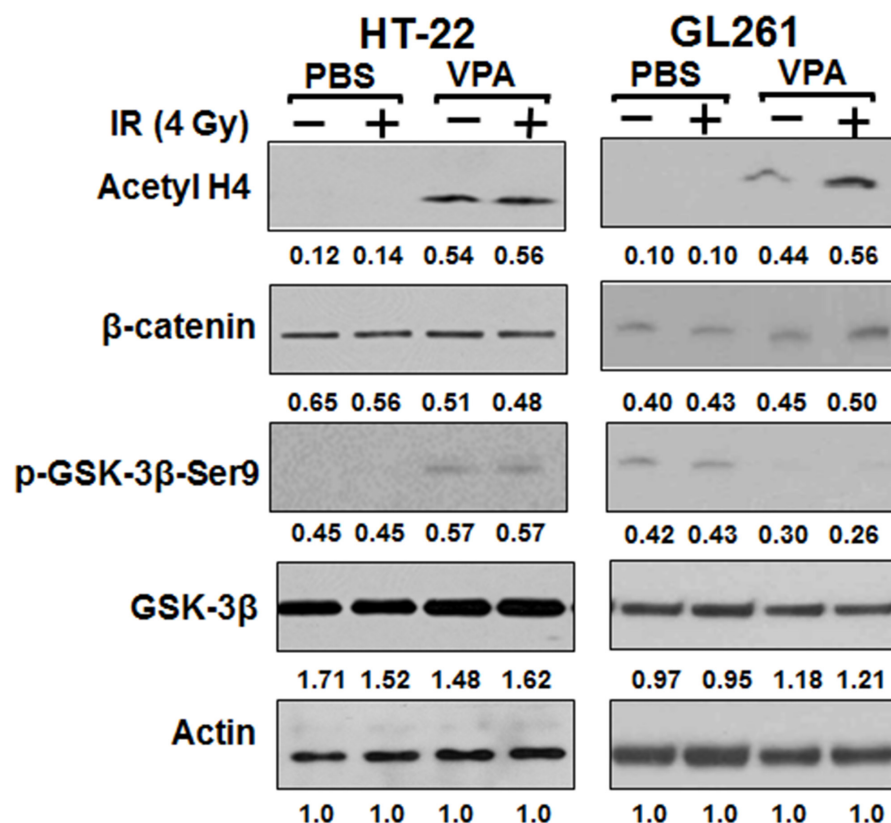 HT-22 GL261
PBS VPA PBS VPA
IR (4 Gy) − + − + − + − +
Acetyl H4
0.12 0.14 0.54 0.56 0.10 0.10 0.44 0.56
β-catenin
0.65 0.56 0.51 0.48 0.40 0.43 0.45 0.50
p-GSK-3β-Ser9
0.45 0.45 0.57 0.57 0.42 0.43 0.30 0.26
GSK-3β
1.71 1.52 1.48 1.62 0.97 0.95 1.18 1.21
Actin
1.0 1.0 1.0 1.0 1.0 1.0 1.0 1.0